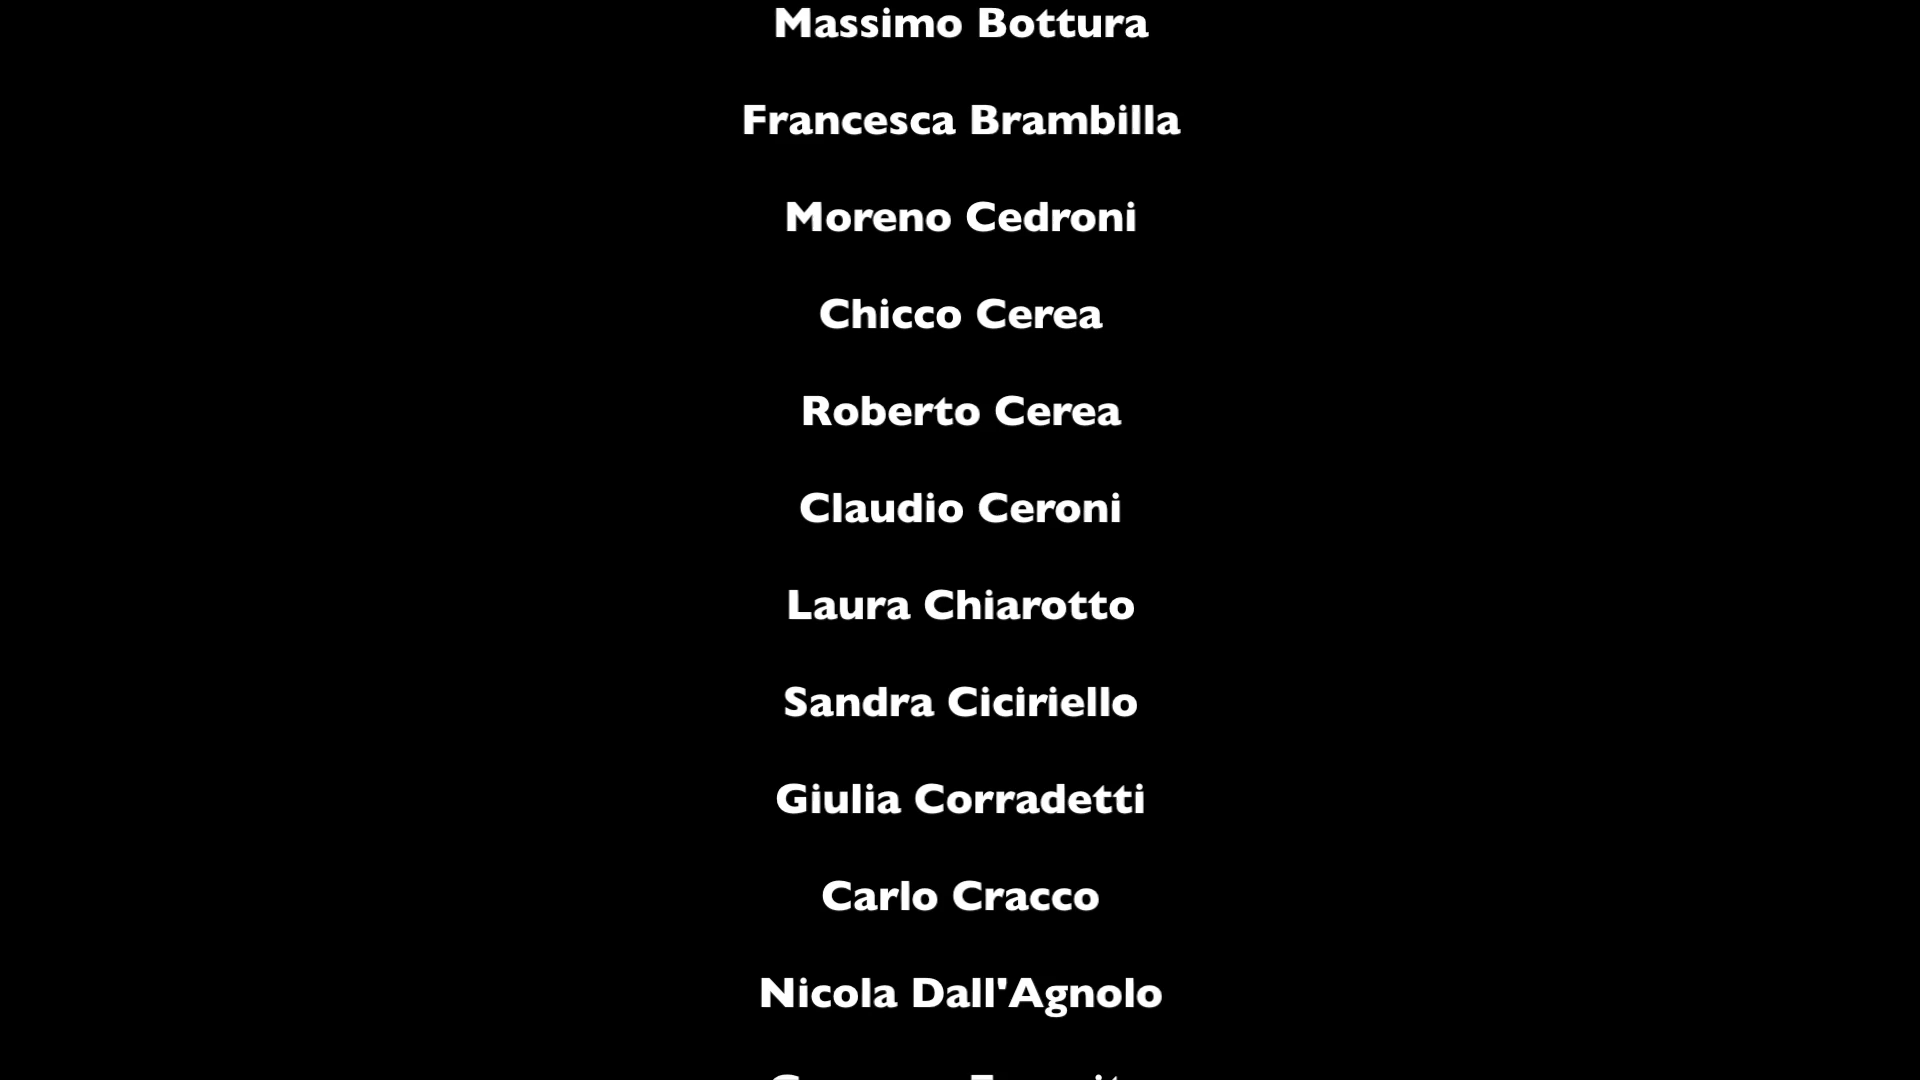 Massimo Bottura
Francesca Brambilla
Moreno Cedroni
Chicco Cerea
Roberto Cerea
Claudio Ceroni
Laura Chiarotto
Sandra Ciciriello
Giulia Corradetti
Carlo Cracco
Nicola Dall'Agnolo